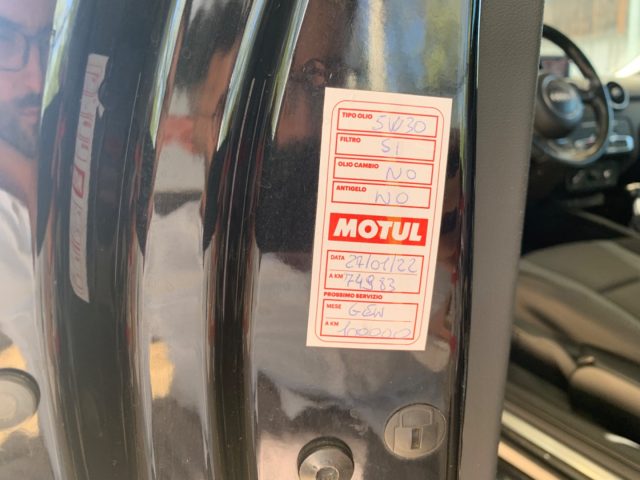 TIPO OLIO 5W30
FILTRO SI
OLIO CAMBIO NO
ANTIGELO NO
MOTUL
DATA 27/01/22
A KM 74983
PROSSIMO SERVIZIO
MESE GEN
A KM 100000